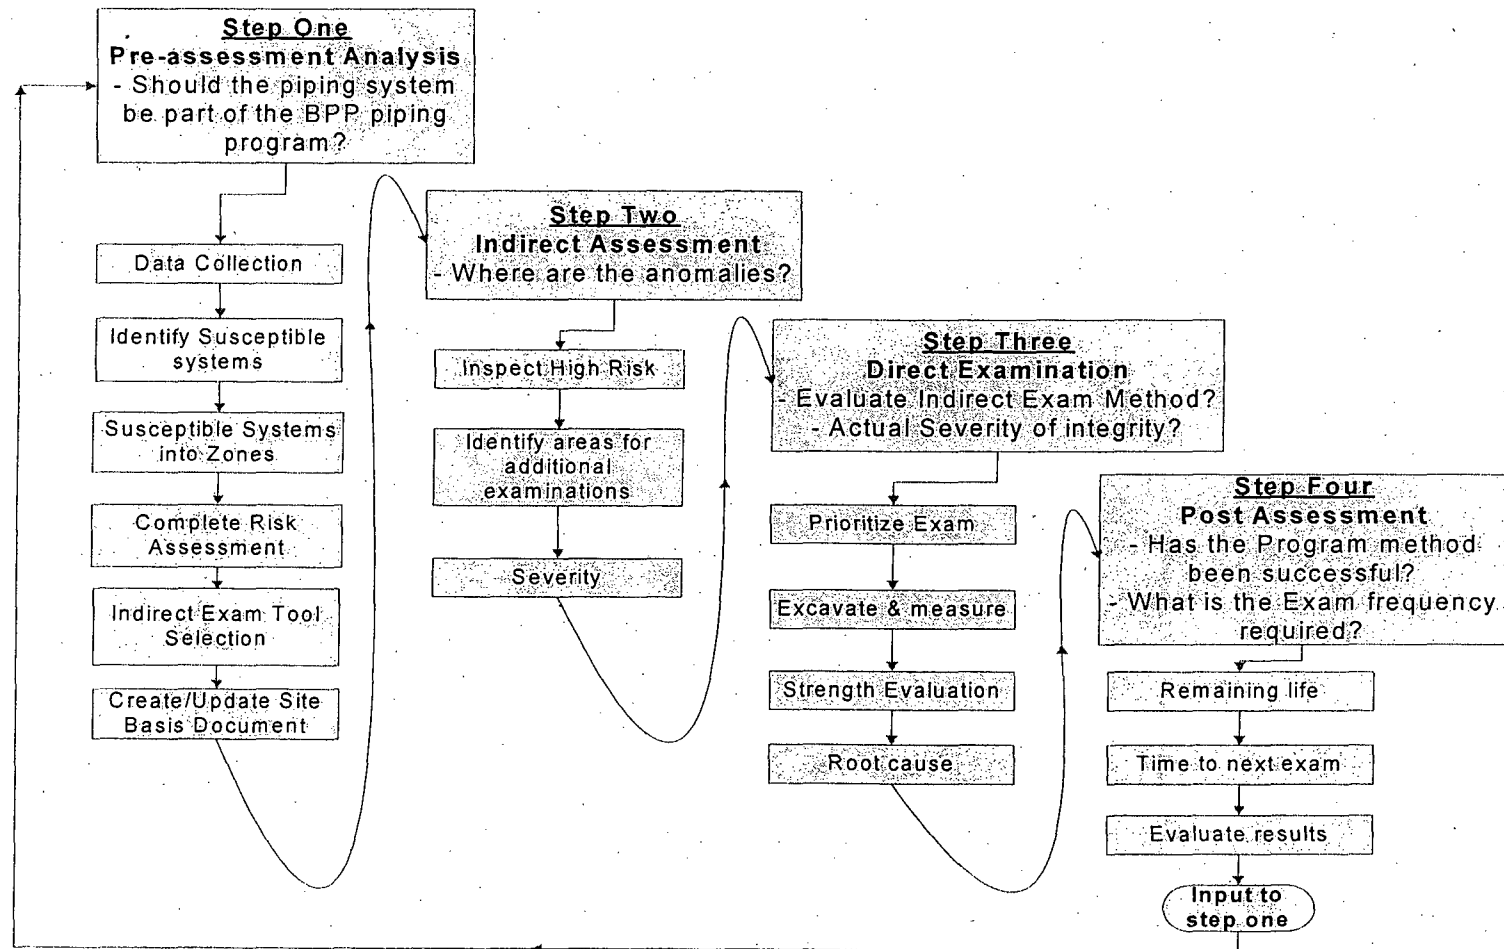 Step One
Pre-assessment Analysis
- Should the piping system
be part of the BPP piping
program?
Data Collection
Identify Susceptible
systems
Susceptible Systems
into Zones
Complete Risk
Assessment
Indirect Exam Tool
Selection
Create/Update Site
Basis Document
Step Two
Indirect Assessment
- Where are the anomalies?
Inspect High Risk
Identify areas for
additional
examinations
Severity
Step Three
Direct Examination
- Evaluate Indirect Exam Method?
- Actual Severity of integrity?
Prioritize Exam
Excavate & measure
Strength Evaluation
Root cause
Step Four
Post Assessment
- Has the Program method
been successful?
- What is the Exam frequency
required?
Remaining life
Time to next exam
Evaluate results
Input to
step one